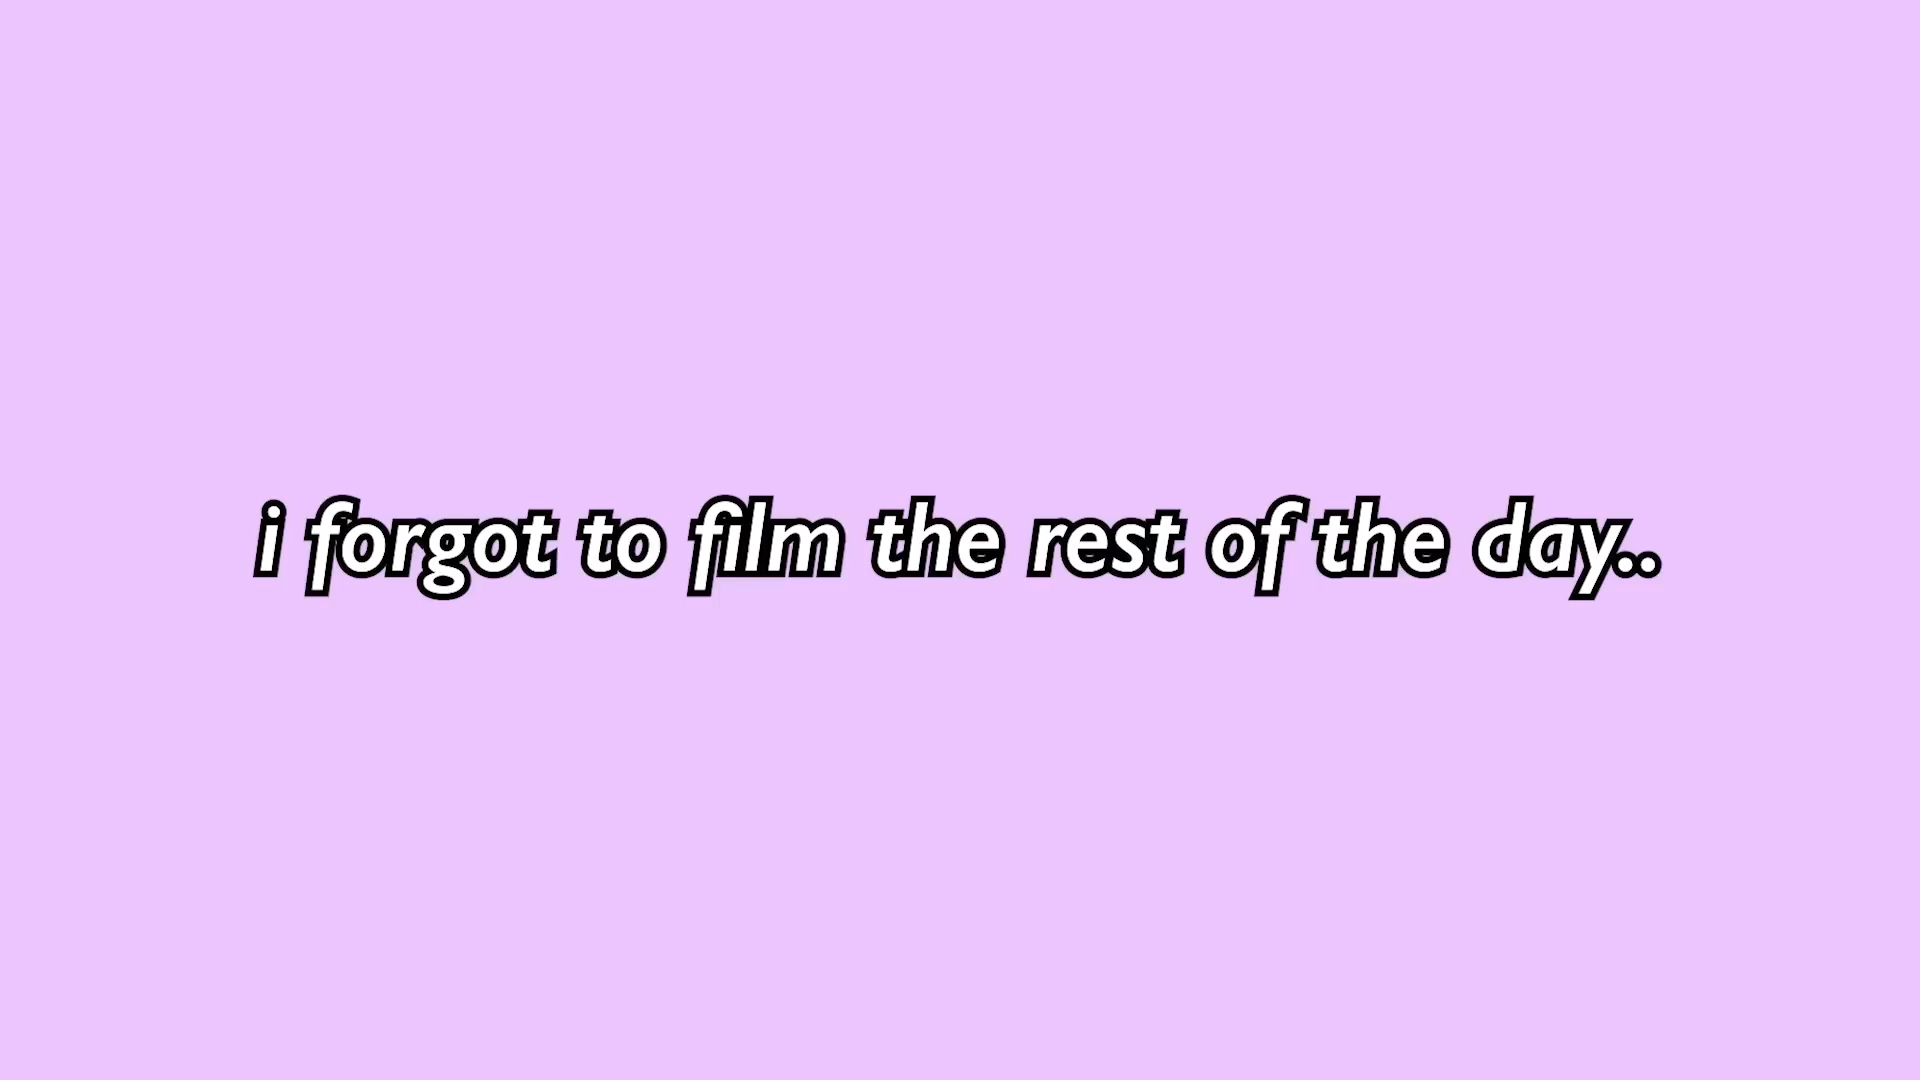 i forgot to film the rest of the day..